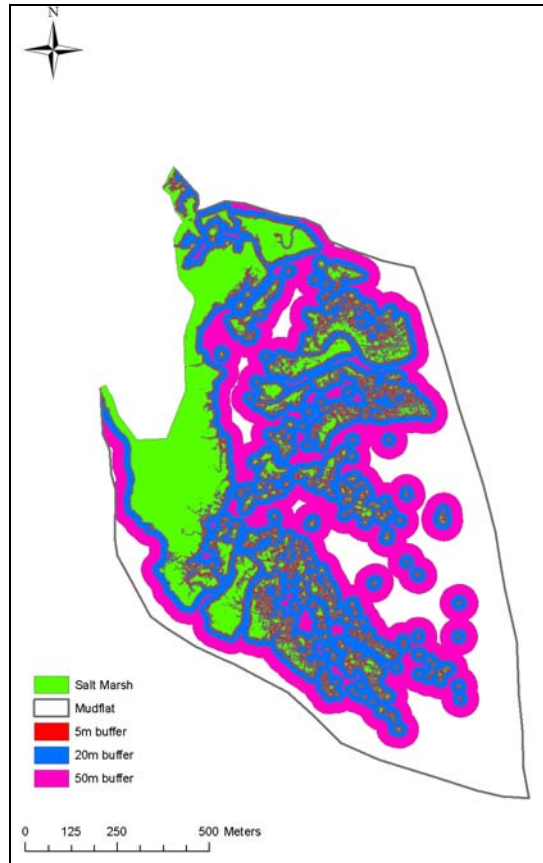 N
Salt Marsh
Mudflat
5m buffer
20m buffer
50m buffer
0 125 250 500 Meters